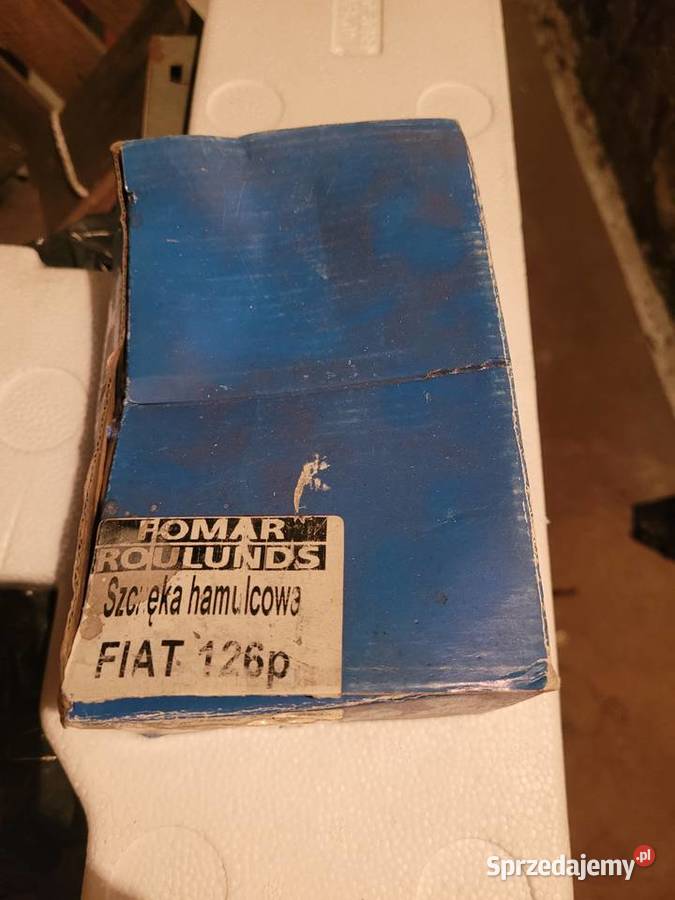 FOMAR
ROULUNDS
Szczęka hamulcowa
FIAT 126p
Sprzedajemy.pl